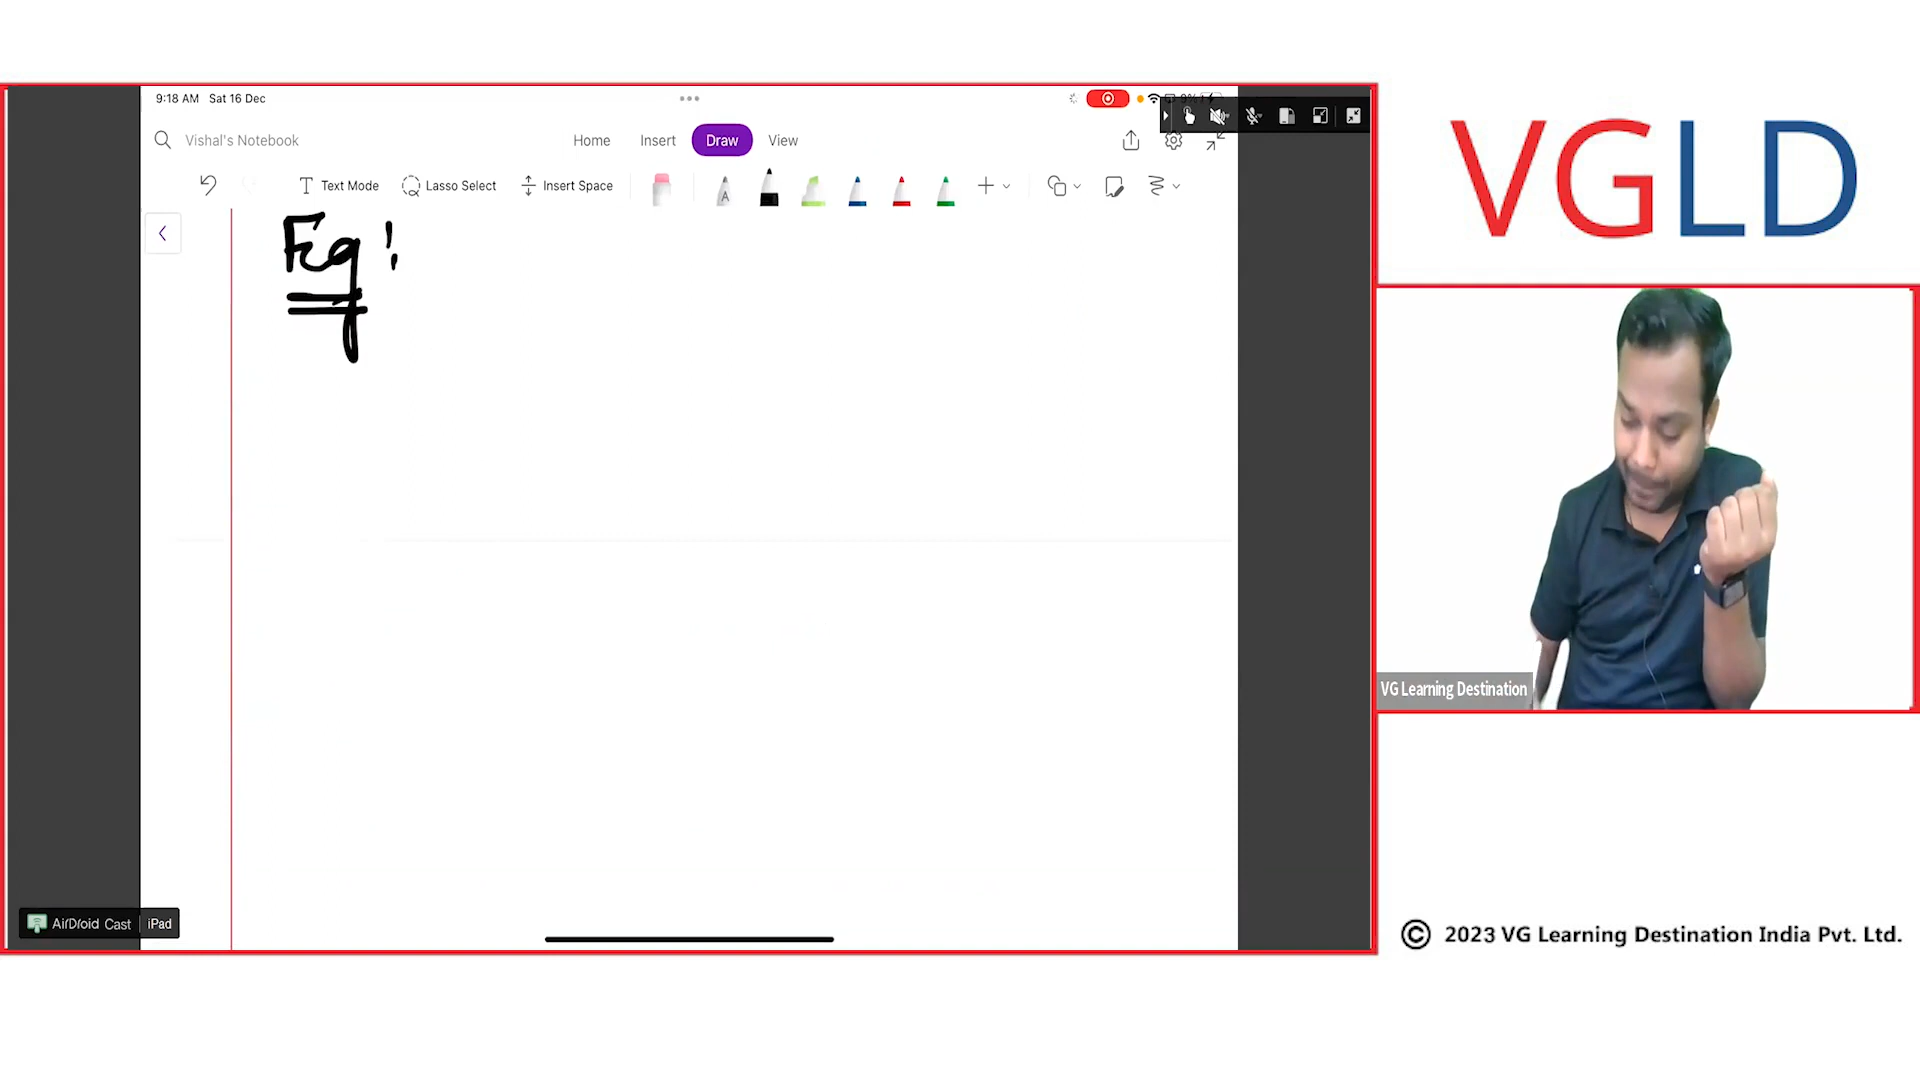 9:18 AM Sat 16 Dec
9%
Vishal's Notebook
Home Insert Draw View
Text Mode Lasso Select Insert Space
A
Eg:
VGLD
VG Learning Destination
AirDroid Cast iPad
© 2023 VG Learning Destination India Pvt. Ltd.